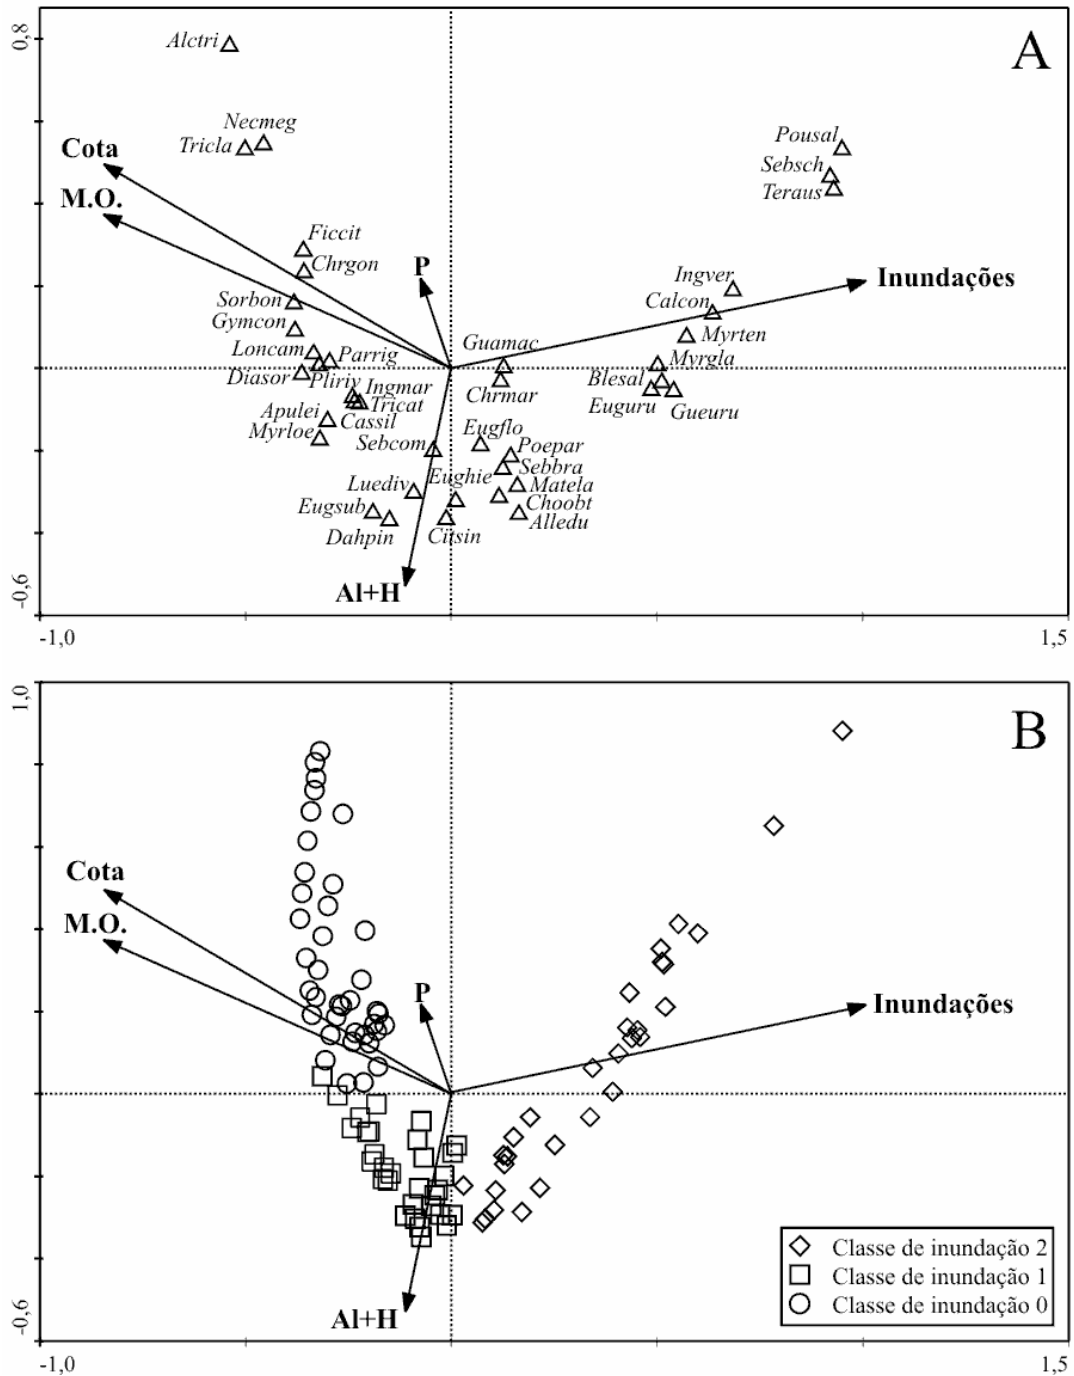 A
0,8
Alctri
Necmeg
Tricla
Cota
M.O.
Ficcit
Chrgon
P
Sorbon
Gymcon
Loncam
Parrig
Diasor
Pliriv
Ingmar
Tricat
Apulei
Cassil
Myrloe
Sebcom
Luediv
Eugsub
Dahpin
Al+H
Guamac
Chrmar
Eugflo
Poepar
Sebbra
Eughie
Matela
Choobt
Alledu
Citsin
Pousal
Sebsch
Teraus
Ingver
Calcon
Inundações
Myrten
Myrgla
Blesal
Euguru
Gueuru
-0,6
-1,0
1,5
1,0
B
Cota
M.O.
P
Inundações
Al+H
Classe de inundação 2
Classe de inundação 1
Classe de inundação 0
-0,6
-1,0
1,5